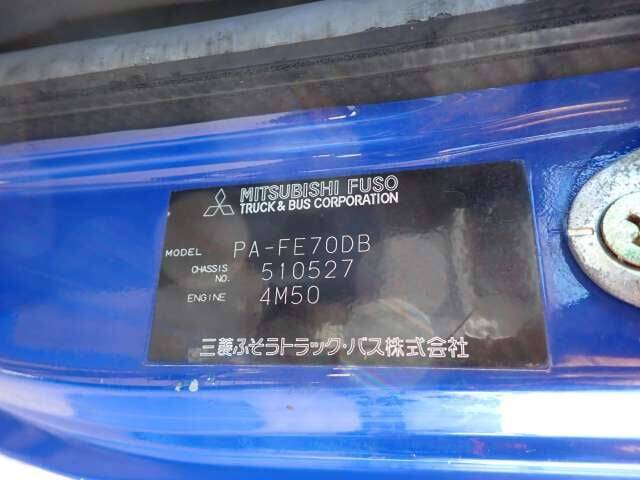 MITSUBISHI FUSO
TRUCK & BUS CORPORATION
MODEL PA-FE70DB
CHASSIS NO. 510527
ENGINE 4M50
三菱ふそうトラック・バス株式会社